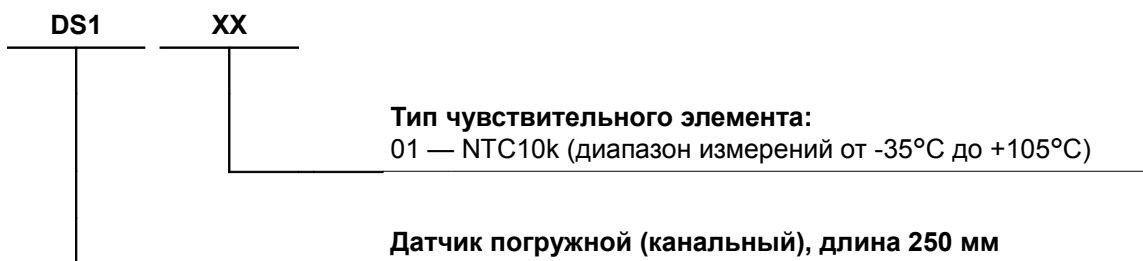 DS1 XX
Тип чувствительного элемента:
01 — NTC10k (диапазон измерений от -35°C до +105°C)
Датчик погружной (канальный), длина 250 мм